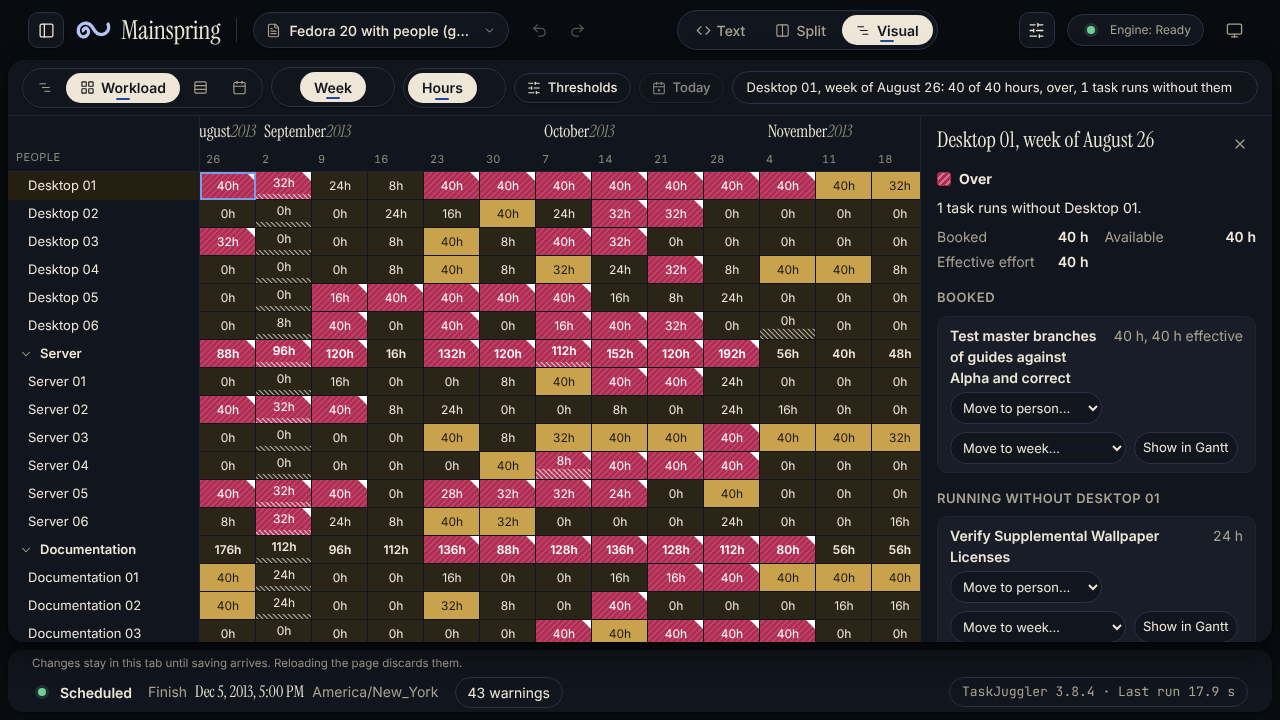 Mainspring
Fedora 20 with people (g...
Text
Split
Visual
Engine: Ready
Workload
Week
Hours
Thresholds
Today
Desktop 01, week of August 26: 40 of 40 hours, over, 1 task runs without them
ugust 2013 September 2013 October 2013 November 2013
PEOPLE 26 2 9 16 23 30 7 14 21 28 4 11 18
Desktop 01 40h 32h 24h 8h 40h 40h 40h 40h 40h 40h 40h 40h 32h
Desktop 02 0h 0h 0h 24h 16h 40h 24h 32h 32h 0h 0h 0h 0h
Desktop 03 32h 0h 0h 0h 40h 8h 40h 32h 0h 0h 0h 0h 0h
Desktop 04 0h 0h 0h 0h 40h 8h 32h 24h 32h 8h 40h 40h 8h
Desktop 05 0h 0h 16h 40h 40h 40h 40h 16h 8h 24h 0h 0h 0h
Desktop 06 0h 8h 40h 0h 40h 0h 16h 40h 32h 0h 0h 0h 0h
Server 88h 96h 120h 16h 132h 120h 112h 152h 120h 192h 56h 40h 48h
Server 01 0h 0h 16h 0h 0h 8h 40h 40h 40h 24h 0h 0h 0h
Server 02 40h 32h 40h 8h 24h 0h 0h 8h 0h 24h 16h 0h 0h
Server 03 0h 0h 0h 0h 40h 8h 32h 40h 40h 40h 40h 40h 32h
Server 04 0h 0h 0h 0h 0h 40h 8h 40h 40h 40h 0h 0h 0h
Server 05 40h 32h 40h 0h 28h 32h 32h 24h 0h 40h 0h 0h 0h
Server 06 8h 32h 24h 8h 40h 32h 0h 0h 0h 24h 0h 0h 16h
Documentation 176h 112h 96h 112h 136h 88h 128h 136h 128h 112h 80h 56h 56h
Documentation 01 40h 24h 0h 0h 16h 0h 0h 16h 16h 40h 40h 40h 40h
Documentation 02 40h 24h 0h 0h 32h 8h 0h 40h 0h 0h 0h 16h 16h
Documentation 03 0h 0h 0h 0h 0h 0h 40h 40h 40h 40h 40h 0h 0h
Desktop 01, week of August 26
Over
1 task runs without Desktop 01.
Booked 40 h Available 40 h
Effective effort 40 h
BOOKED
Test master branches 40 h, 40 h effective
of guides against
Alpha and correct
Move to person...
Move to week... Show in Gantt
RUNNING WITHOUT DESKTOP 01
Verify Supplemental Wallpaper 24 h
Licenses
Move to person...
Move to week... Show in Gantt
Changes stay in this tab until saving arrives. Reloading the page discards them.
Scheduled Finish Dec 5, 2013, 5:00 PM America/New_York 43 warnings
TaskJuggler 3.8.4 · Last run 17.9 s